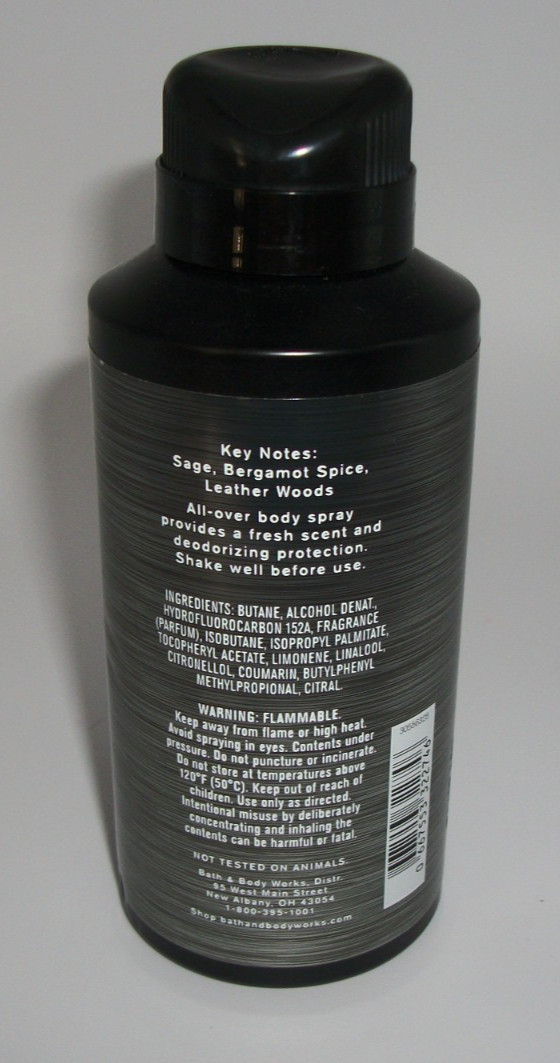 Key Notes:
Sage, Bergamot Spice,
Leather Woods
All-over body spray
provides a fresh scent and
deodorizing protection.
Shake well before use.
INGREDIENTS: BUTANE, ALCOHOL DENAT.,
HYDROFLUOROCARBON 152A, FRAGRANCE
(PARFUM), ISOBUTANE, ISOPROPYL PALMITATE,
TOCOPHERYL ACETATE, LIMONENE, LINALOOL,
CITRONELLOL, COUMARIN, BUTYLPHENYL
METHYLPROPIONAL, CITRAL.
WARNING: FLAMMABLE.
Keep away from flame or high heat.
Avoid spraying in eyes. Contents under
pressure. Do not puncture or incinerate.
Do not store at temperatures above
120°F (50°C). Keep out of reach of
children. Use only as directed.
Intentional misuse by deliberately
concentrating and inhaling the
contents can be harmful or fatal.
NOT TESTED ON ANIMALS.
Bath & Body Works, Distr.
95 West Main Street
New Albany, OH 43054
1-800-395-1001
Shop bathandbodyworks.com
0 667553 322746